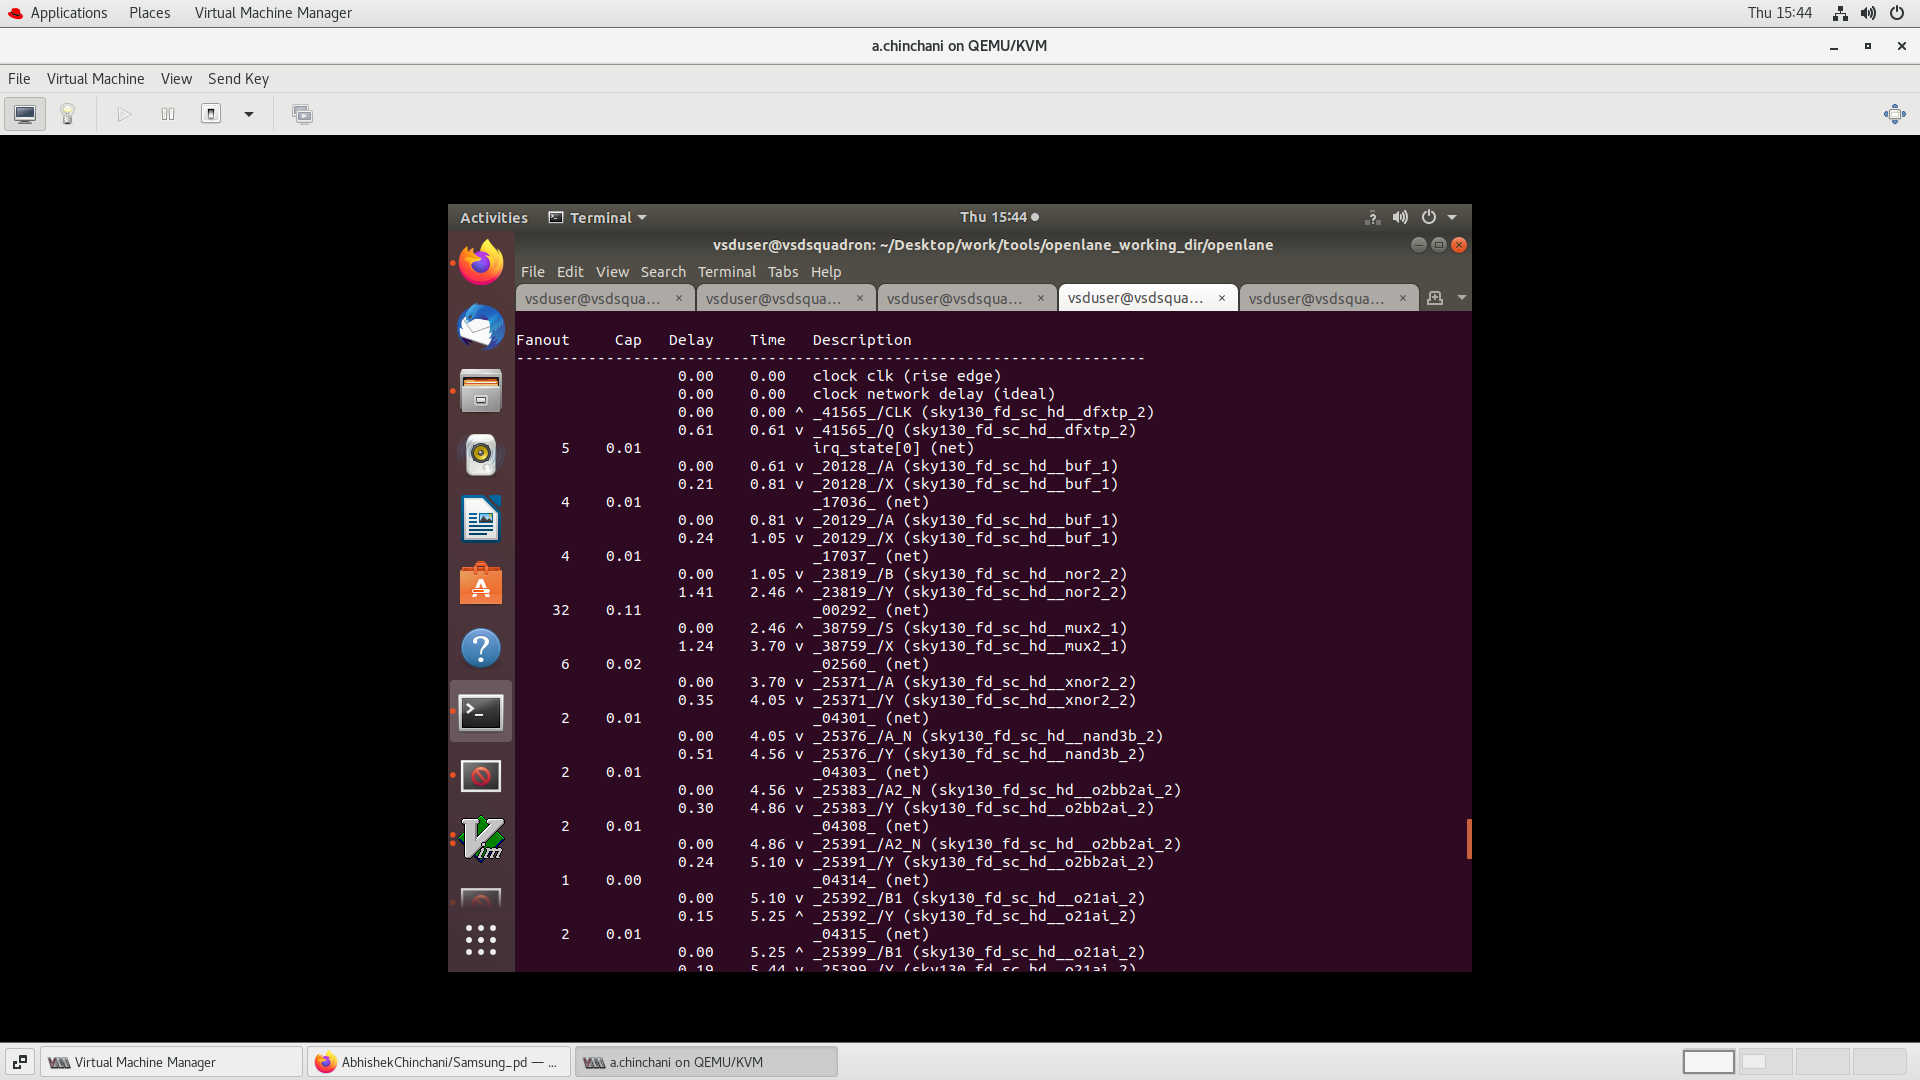 Applications Places Virtual Machine Manager Thu 15:44
a.chinchani on QEMU/KVM
File Virtual Machine View Send Key
Activities Terminal Thu 15:44
vsduser@vsdsquadron: ~/Desktop/work/tools/openlane_working_dir/openlane
File Edit View Search Terminal Tabs Help
vsduser@vsdsqua... × vsduser@vsdsqua... × vsduser@vsdsqua... × vsduser@vsdsqua... × vsduser@vsdsqua... ×
Fanout Cap Delay Time Description
-----------------------------------------------------------------------
0.00 0.00 clock clk (rise edge)
0.00 0.00 clock network delay (ideal)
0.00 0.00 ^ _41565_/CLK (sky130_fd_sc_hd__dfxtp_2)
0.61 0.61 v _41565_/Q (sky130_fd_sc_hd__dfxtp_2)
5 0.01 irq_state[0] (net)
0.00 0.61 v _20128_/A (sky130_fd_sc_hd__buf_1)
0.21 0.81 v _20128_/X (sky130_fd_sc_hd__buf_1)
4 0.01 _17036_ (net)
0.00 0.81 v _20129_/A (sky130_fd_sc_hd__buf_1)
0.24 1.05 v _20129_/X (sky130_fd_sc_hd__buf_1)
4 0.01 _17037_ (net)
0.00 1.05 v _23819_/B (sky130_fd_sc_hd__nor2_2)
1.41 2.46 ^ _23819_/Y (sky130_fd_sc_hd__nor2_2)
32 0.11 _00292_ (net)
0.00 2.46 ^ _38759_/S (sky130_fd_sc_hd__mux2_1)
1.24 3.70 v _38759_/X (sky130_fd_sc_hd__mux2_1)
6 0.02 _02560_ (net)
0.00 3.70 v _25371_/A (sky130_fd_sc_hd__xnor2_2)
0.35 4.05 v _25371_/Y (sky130_fd_sc_hd__xnor2_2)
2 0.01 _04301_ (net)
0.00 4.05 v _25376_/A_N (sky130_fd_sc_hd__nand3b_2)
0.51 4.56 v _25376_/Y (sky130_fd_sc_hd__nand3b_2)
2 0.01 _04303_ (net)
0.00 4.56 v _25383_/A2_N (sky130_fd_sc_hd__o2bb2ai_2)
0.30 4.86 v _25383_/Y (sky130_fd_sc_hd__o2bb2ai_2)
2 0.01 _04308_ (net)
0.00 4.86 v _25391_/A2_N (sky130_fd_sc_hd__o2bb2ai_2)
0.24 5.10 v _25391_/Y (sky130_fd_sc_hd__o2bb2ai_2)
1 0.00 _04314_ (net)
0.00 5.10 v _25392_/B1 (sky130_fd_sc_hd__o21ai_2)
0.15 5.25 ^ _25392_/Y (sky130_fd_sc_hd__o21ai_2)
2 0.01 _04315_ (net)
0.00 5.25 ^ _25399_/B1 (sky130_fd_sc_hd__o21ai_2)
0.19 5.44 v _25399_/Y (sky130_fd_sc_hd__o21ai_2)
Virtual Machine Manager AbhishekChinchani/Samsung_pd — ... a.chinchani on QEMU/KVM